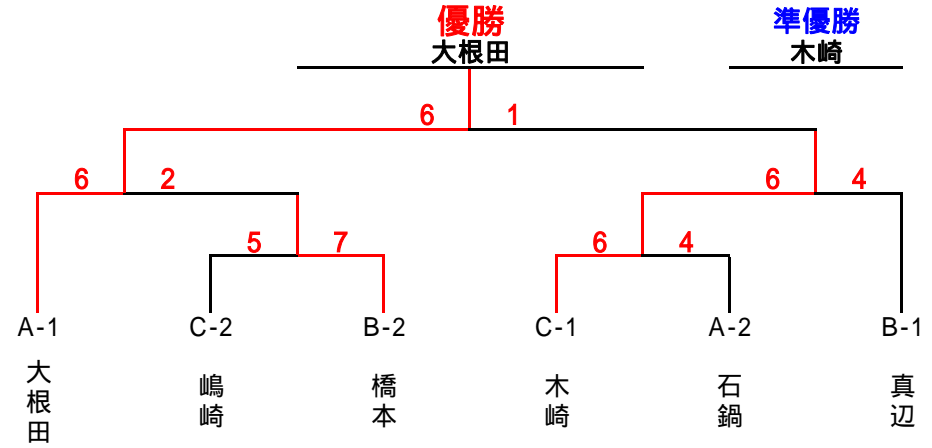 優勝 準優勝
大根田 木崎
6 1
6 2 6 4
5 7 6 4
A-1 C-2 B-2 C-1 A-2 B-1
大根田 嶋崎 橋本 木崎 石鍋 真辺